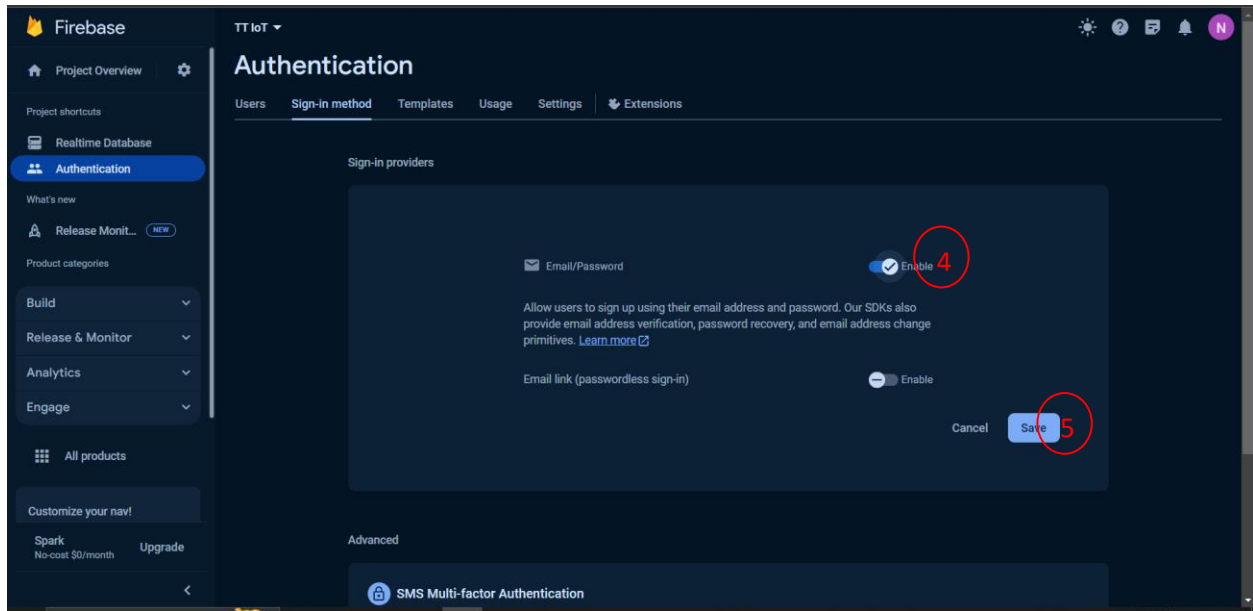 Firebase
Project Overview
Project shortcuts
Realtime Database
Authentication
What's new
Release Monit... NEW
Product categories
Build
Release & Monitor
Analytics
Engage
All products
Customize your nav!
Spark
No-cost $0/month
Upgrade
TT IoT
N
Authentication
Users Sign-in method Templates Usage Settings Extensions
Sign-in providers
Email/Password
Enable 4
Allow users to sign up using their email address and password. Our SDKs also
provide email address verification, password recovery, and email address change
primitives. Learn more
Email link (passwordless sign-in)
Enable
Cancel Save 5
Advanced
SMS Multi-factor Authentication